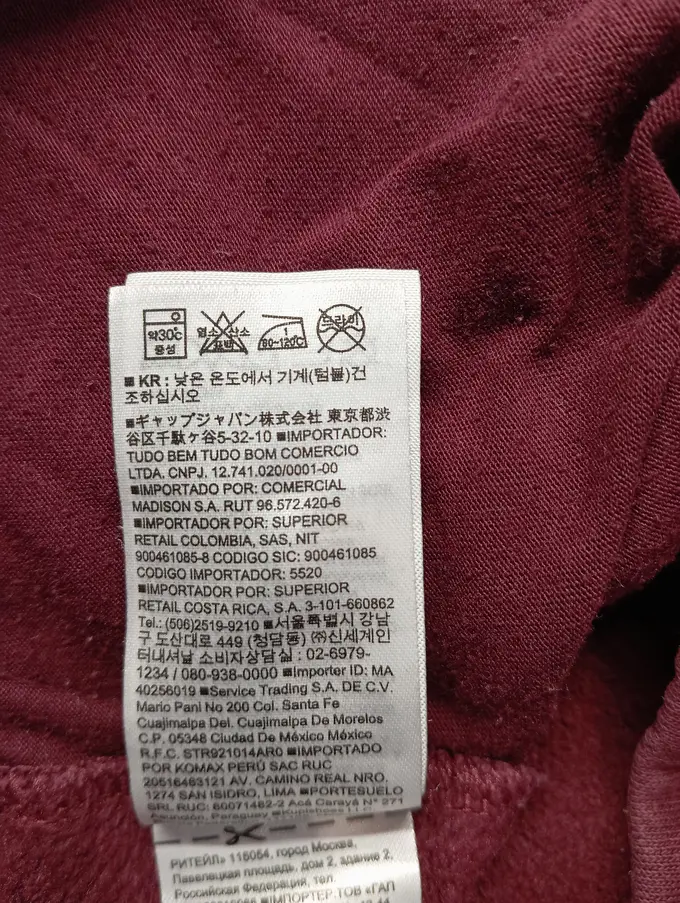 약30℃
중성
염소 산소
표백
1
80~120℃
드라이
■ KR : 낮은 온도에서 기계(텀블)건
조하십시오
■ギャップジャパン株式会社 東京都渋
谷区千駄ヶ谷5-32-10 ■IMPORTADOR:
TUDO BEM TUDO BOM COMERCIO
LTDA. CNPJ. 12.741.020/0001-00
■IMPORTADO POR: COMERCIAL
MADISON S.A. RUT 96.572.420-6
■IMPORTADOR POR: SUPERIOR
RETAIL COLOMBIA, SAS, NIT
900461085-8 CODIGO SIC: 900461085
CODIGO IMPORTADOR: 5520
■IMPORTADOR POR: SUPERIOR
RETAIL COSTA RICA, S.A. 3-101-660862
Tel.: (506)2519-9210 ■서울특별시 강남
구 도산대로 449 (청담동) ㈜신세계인
터내셔날 소비자상담실 : 02-6979-
1234 / 080-938-0000 ■Importer ID: MA
40256019 ■Service Trading S.A. DE C.V.
Mario Pani No 200 Col. Santa Fe
Cuajimalpa Del. Cuajimalpa De Morelos
C.P. 05348 Ciudad De México México
R.F.C. STR921014AR0 ■IMPORTADO
POR KOMAX PERÚ SAC RUC
20516463121 AV. CAMINO REAL NRO.
1274 SAN ISIDRO, LIMA ■PORTESUELO
SRL RUC: 80071482-2 Acá Carayá N° 271
Asunzón, Paraguay
РИТЕЙЛ» 115054, город Москва,
Павелецкая площадь, дом 2, здание 2,
Российская Федерация, тел.
■ІМПОРТЕР.ТОВ «ГАП